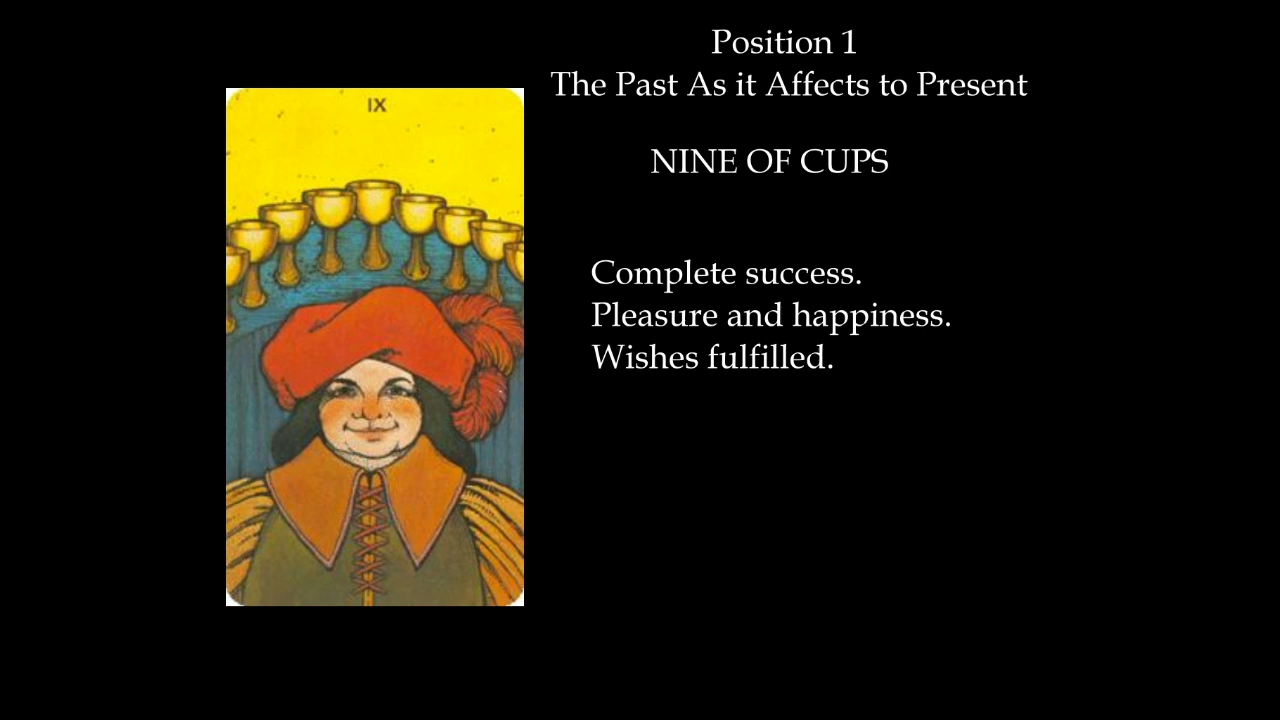 Position 1
The Past As it Affects to Present
IX
NINE OF CUPS
Complete success.
Pleasure and happiness.
Wishes fulfilled.